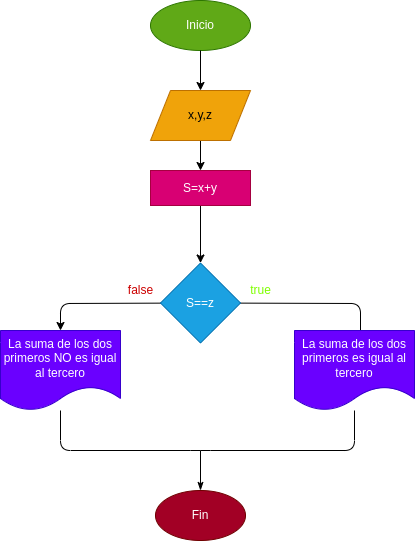 Inicio
x,y,z
S=x+y
false
true
S==z
La suma de los dos
primeros NO es igual
al tercero
La suma de los dos
primeros es igual al
tercero
Fin